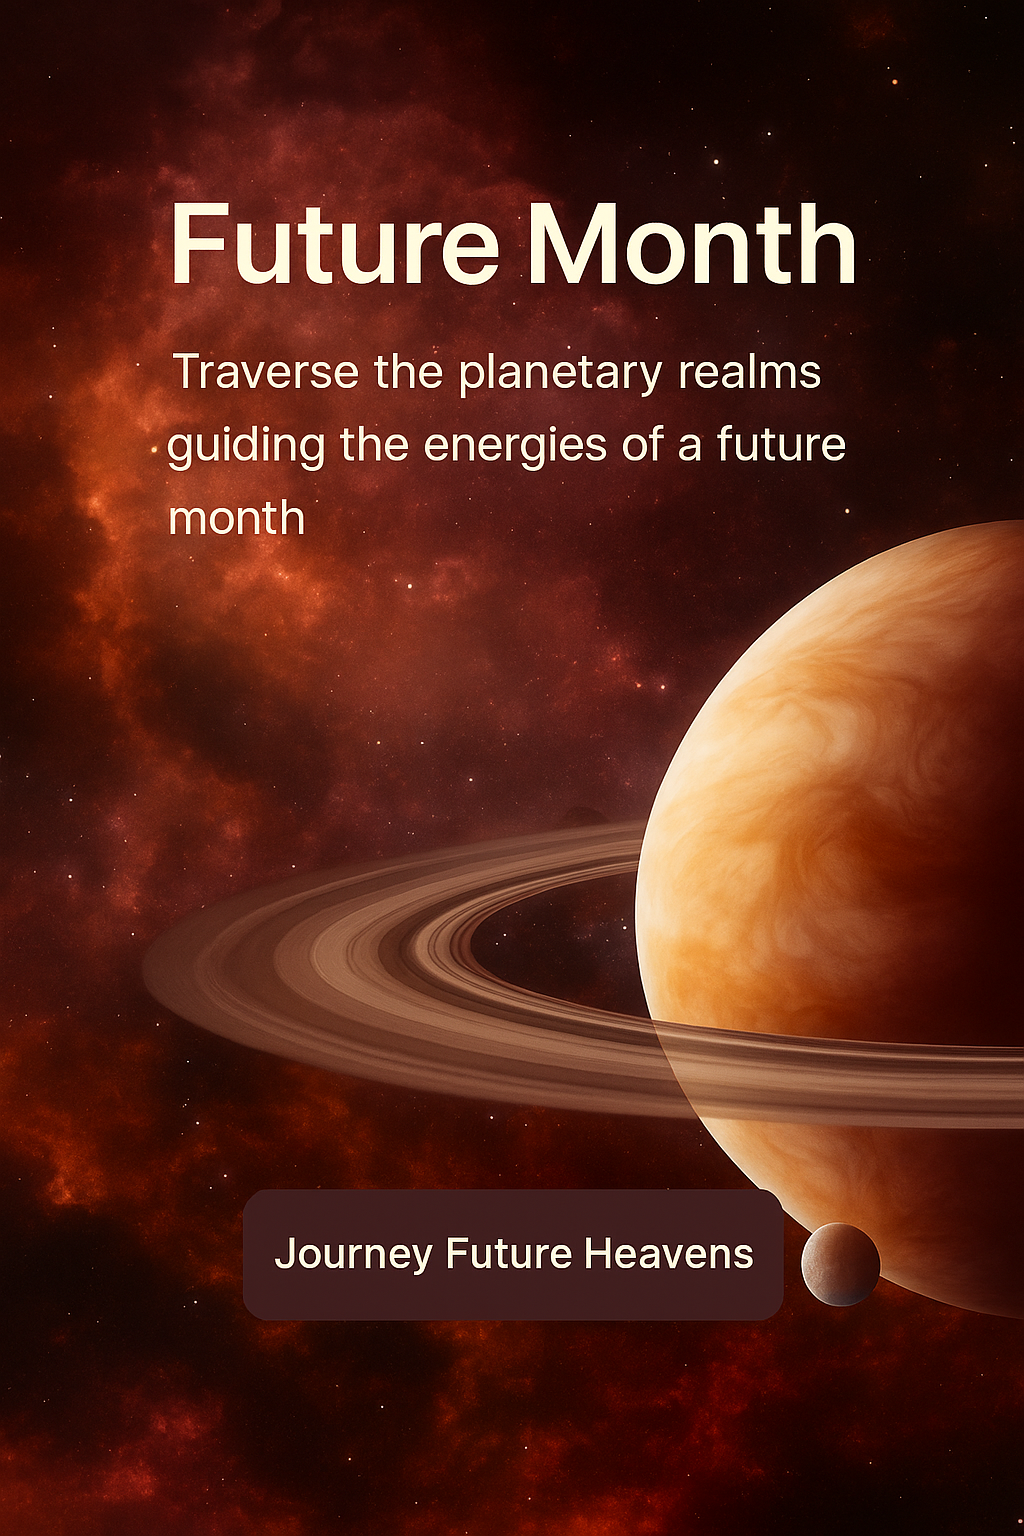 Future Month
Traverse the planetary realms
guiding the energies of a future
month
Journey Future Heavens